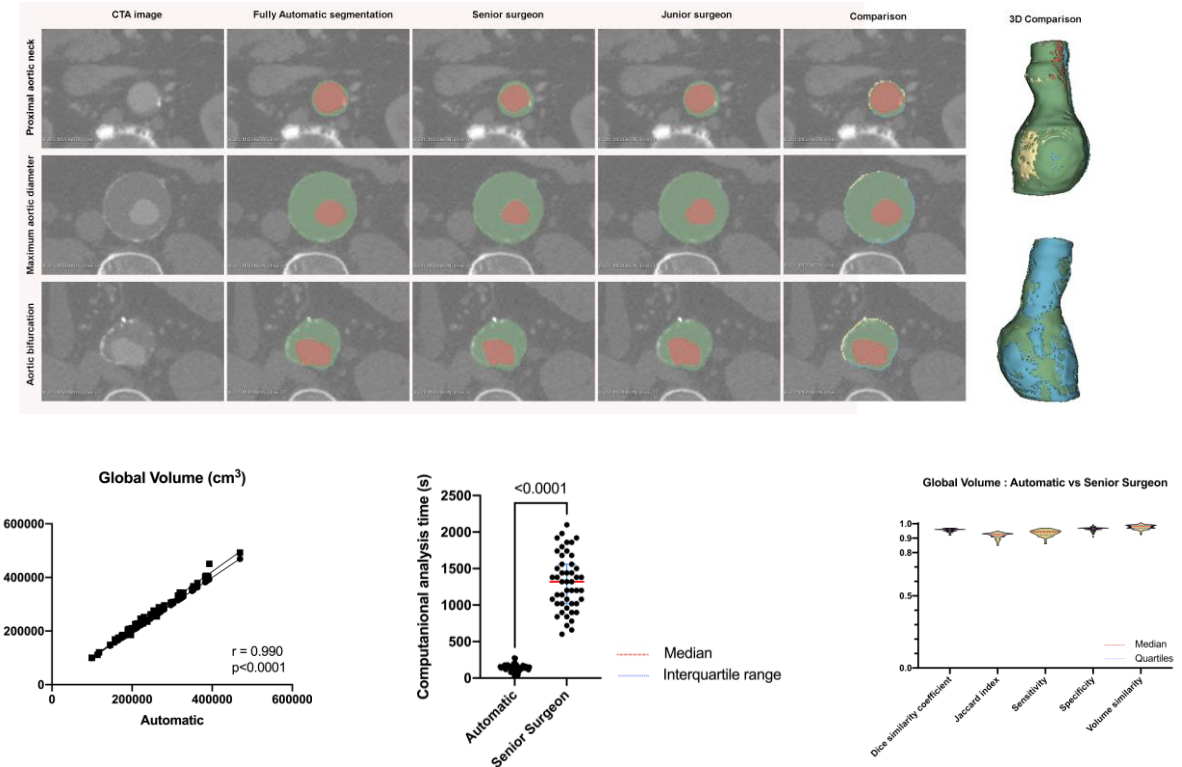 CTA image
Fully Automatic segmentation
Senior surgeon
Junior surgeon
Comparison
3D Comparison
Proximal aortic neck
Maximum aortic diameter
Aortic bifurcation
Global Volume (cm³)
600000
400000
200000
0
0
200000
400000
600000
r = 0.990
p<0.0001
Automatic
Computanional analysis time (s)
<0.0001
2500
2000
1500
1000
500
0
Automatic
Senior Surgeon
Median
Interquartile range
Global Volume : Automatic vs Senior Surgeon
1.0
0.9
0.8
0.5
0.0
Median
Quartiles
Dice similarity coefficient
Jaccard index
Sensitivity
Specificity
Volume similarity